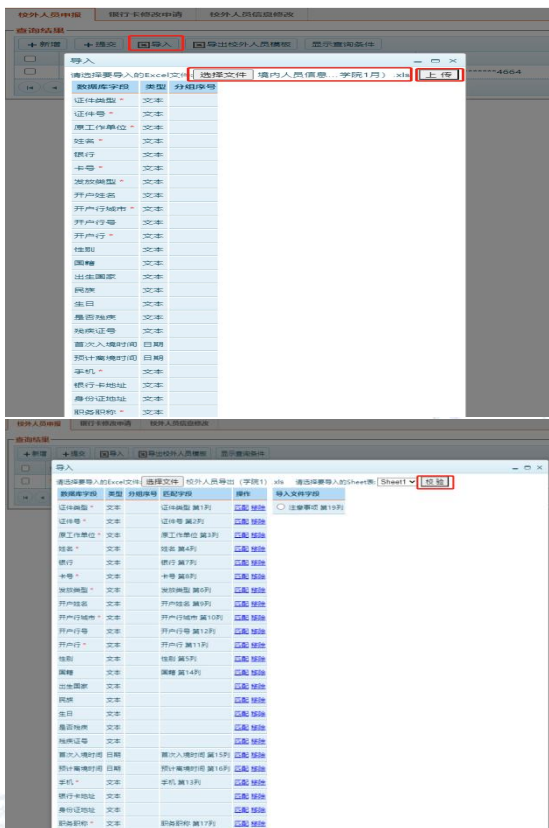 校外人员申报 银行卡修改申请 校外人员信息修改
查询结果
+新增 +提交 导入 导出校外人员模板 显示查询条件
导入
请选择要导入的Excel文件: 选择文件 境内人员信息...学院1月) .xls 上传
******4664
数据库字段 类型 分组序号
证件类型 * 文本
证件号 * 文本
原工作单位 * 文本
姓名 * 文本
银行 文本
卡号 * 文本
发放类型 * 文本
开户姓名 文本
开户行城市 * 文本
开户行号 文本
开户行 * 文本
性别 文本
国籍 文本
出生国家 文本
民族 文本
生日 文本
是否残疾 文本
残疾证号 文本
首次入境时间 日期
预计离境时间 日期
手机 * 文本
银行卡地址 文本
身份证地址 文本
职务职称 * 文本
校外人员申报 银行卡修改申请 校外人员信息修改
查询结果
+新增 +提交 导入 导出校外人员模板 显示查询条件
导入
请选择要导入的Excel文件: 选择文件 校外人员导出 (学院1) xls 请选择要导入的Sheet表: Sheet1 校验
数据库字段 类型 分组序号 匹配字段 操作 导入文件字段
证件类型 * 文本 证件类型 第1列 匹配 移除 注意事项 第19列
证件号 * 文本 证件号 第2列 匹配 移除
原工作单位 * 文本 原工作单位 第3列 匹配 移除
姓名 * 文本 姓名 第4列 匹配 移除
银行 文本 银行 第7列 匹配 移除
卡号 * 文本 卡号 第8列 匹配 移除
发放类型 * 文本 发放类型 第6列 匹配 移除
开户姓名 文本 开户姓名 第9列 匹配 移除
开户行城市 * 文本 开户行城市 第10列 匹配 移除
开户行号 文本 开户行号 第12列 匹配 移除
开户行 * 文本 开户行 第11列 匹配 移除
性别 文本 性别 第5列 匹配 移除
国籍 文本 国籍 第14列 匹配 移除
出生国家 文本 匹配 移除
民族 文本 匹配 移除
生日 文本 匹配 移除
是否残疾 文本 匹配 移除
残疾证号 文本 匹配 移除
首次入境时间 日期 首次入境时间 第15列 匹配 移除
预计离境时间 日期 预计离境时间 第16列 匹配 移除
手机 * 文本 手机 第13列 匹配 移除
银行卡地址 文本 匹配 移除
身份证地址 文本 匹配 移除
职务职称 * 文本 职务职称 第17列 匹配 移除